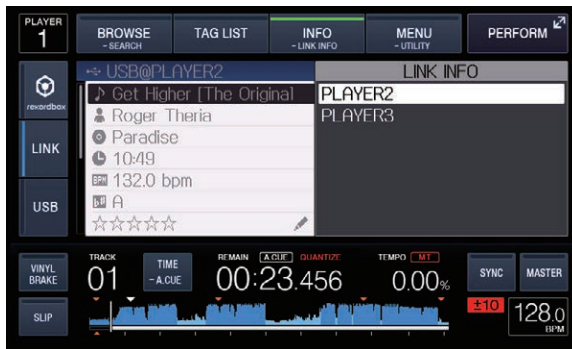 PLAYER
1
BROWSE
- SEARCH
TAG LIST
INFO
- LINK INFO
MENU
- UTILITY
PERFORM
rekordbox
LINK
USB
USB@PLAYER2
Get Higher [The Original
Roger Theria
Paradise
10:49
BPM 132.0 bpm
A
LINK INFO
PLAYER2
PLAYER3
VINYL
BRAKE
SLIP
TRACK
01
TIME
- A.CUE
REMAIN A.CUE QUANTIZE
00:23.456
TEMPO MT
0.00%
SYNC
MASTER
±10
128.0
BPM